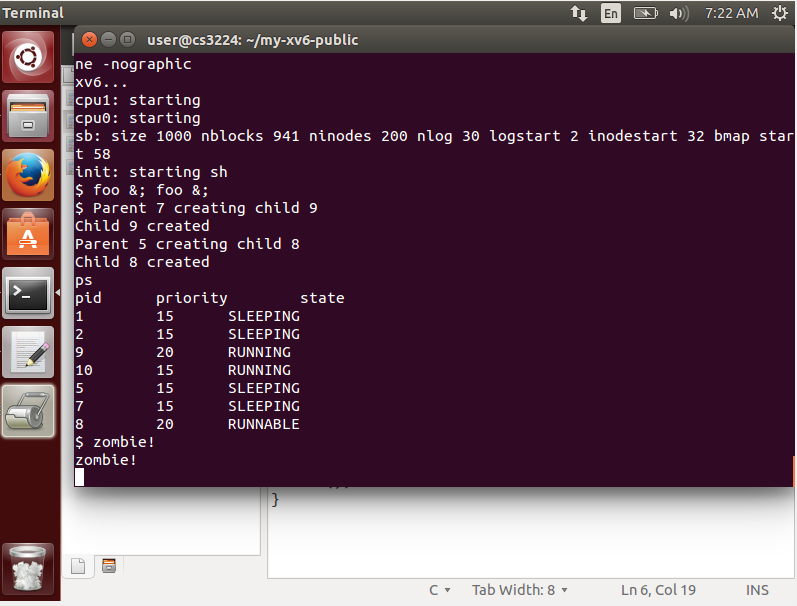 Terminal
En
7:22 AM
user@cs3224: ~/my-xv6-public
ne -nographic
xv6...
cpu1: starting
cpu0: starting
sb: size 1000 nblocks 941 ninodes 200 nlog 30 logstart 2 inodestart 32 bmap star
t 58
init: starting sh
$ foo &; foo &;
$ Parent 7 creating child 9
Child 9 created
Parent 5 creating child 8
Child 8 created
ps
pid priority state
1 15 SLEEPING
2 15 SLEEPING
9 20 RUNNING
10 15 RUNNING
5 15 SLEEPING
7 15 SLEEPING
8 20 RUNNABLE
$ zombie!
zombie!
}
C Tab Width: 8 Ln 6, Col 19 INS